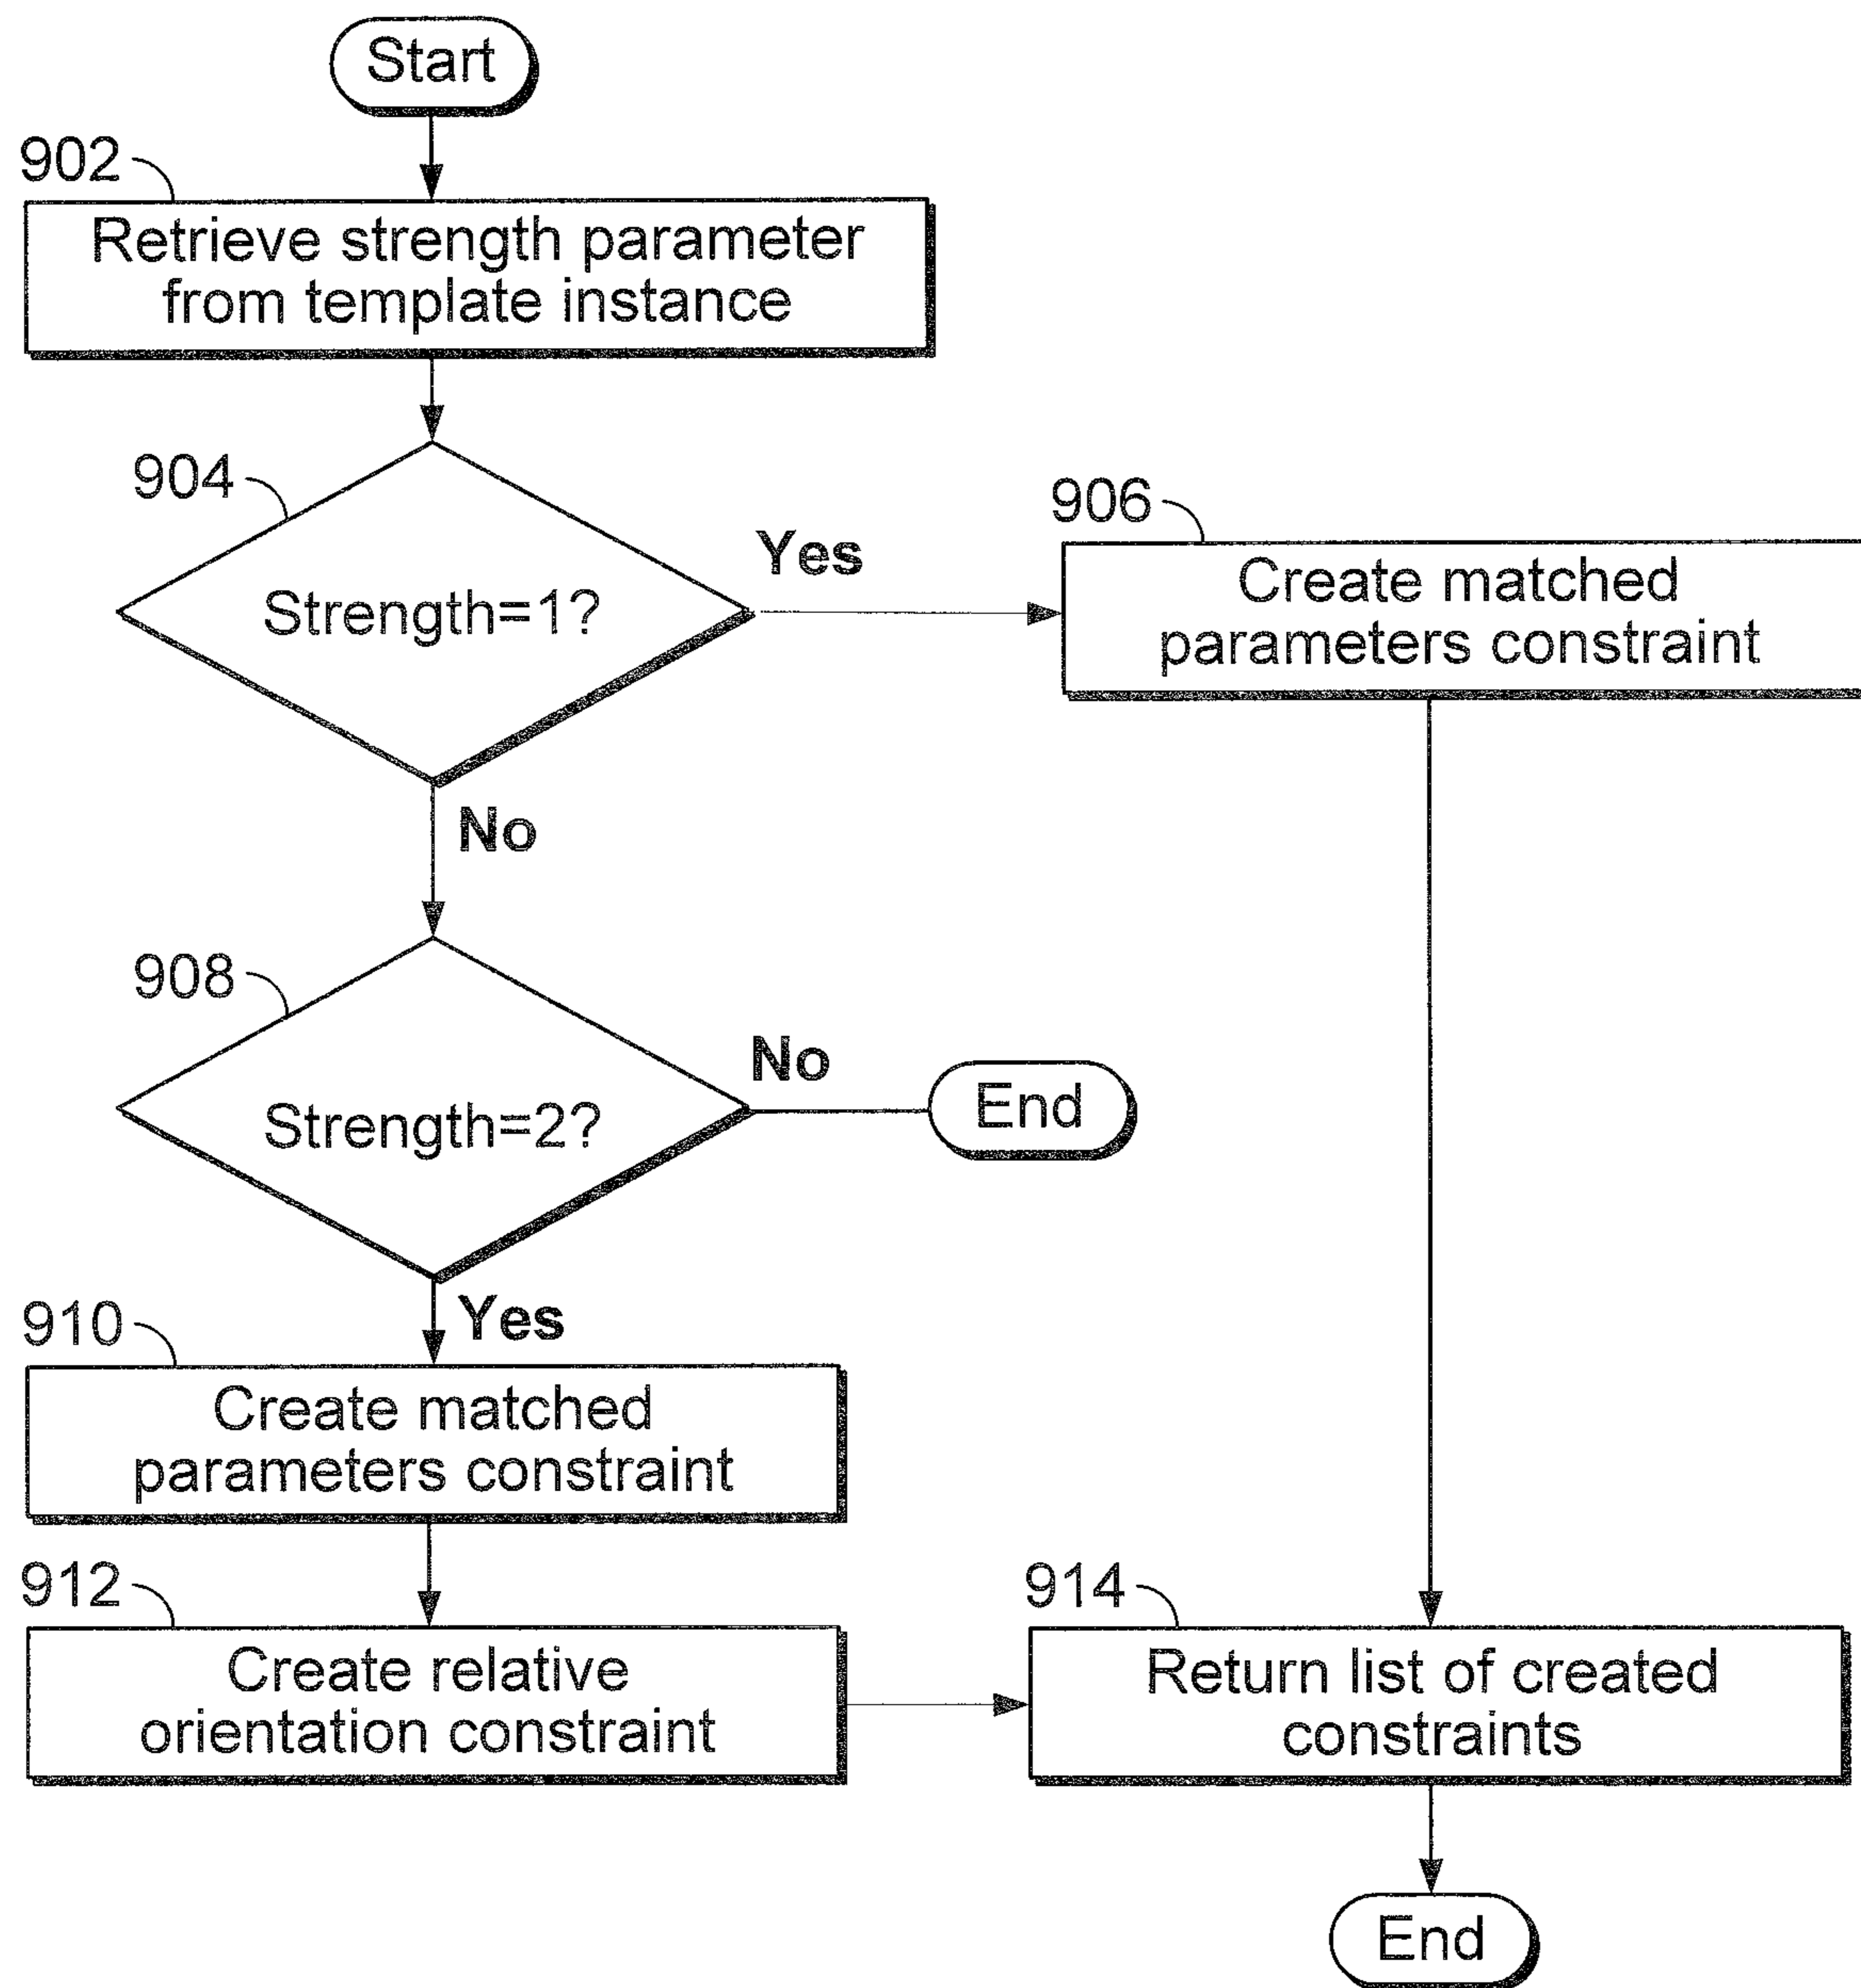 Start
902
Retrieve strength parameter
from template instance
904
Strength=1?
Yes
906
Create matched
parameters constraint
No
908
Strength=2?
No
End
Yes
910
Create matched
parameters constraint
912
Create relative
orientation constraint
914
Return list of created
constraints
End